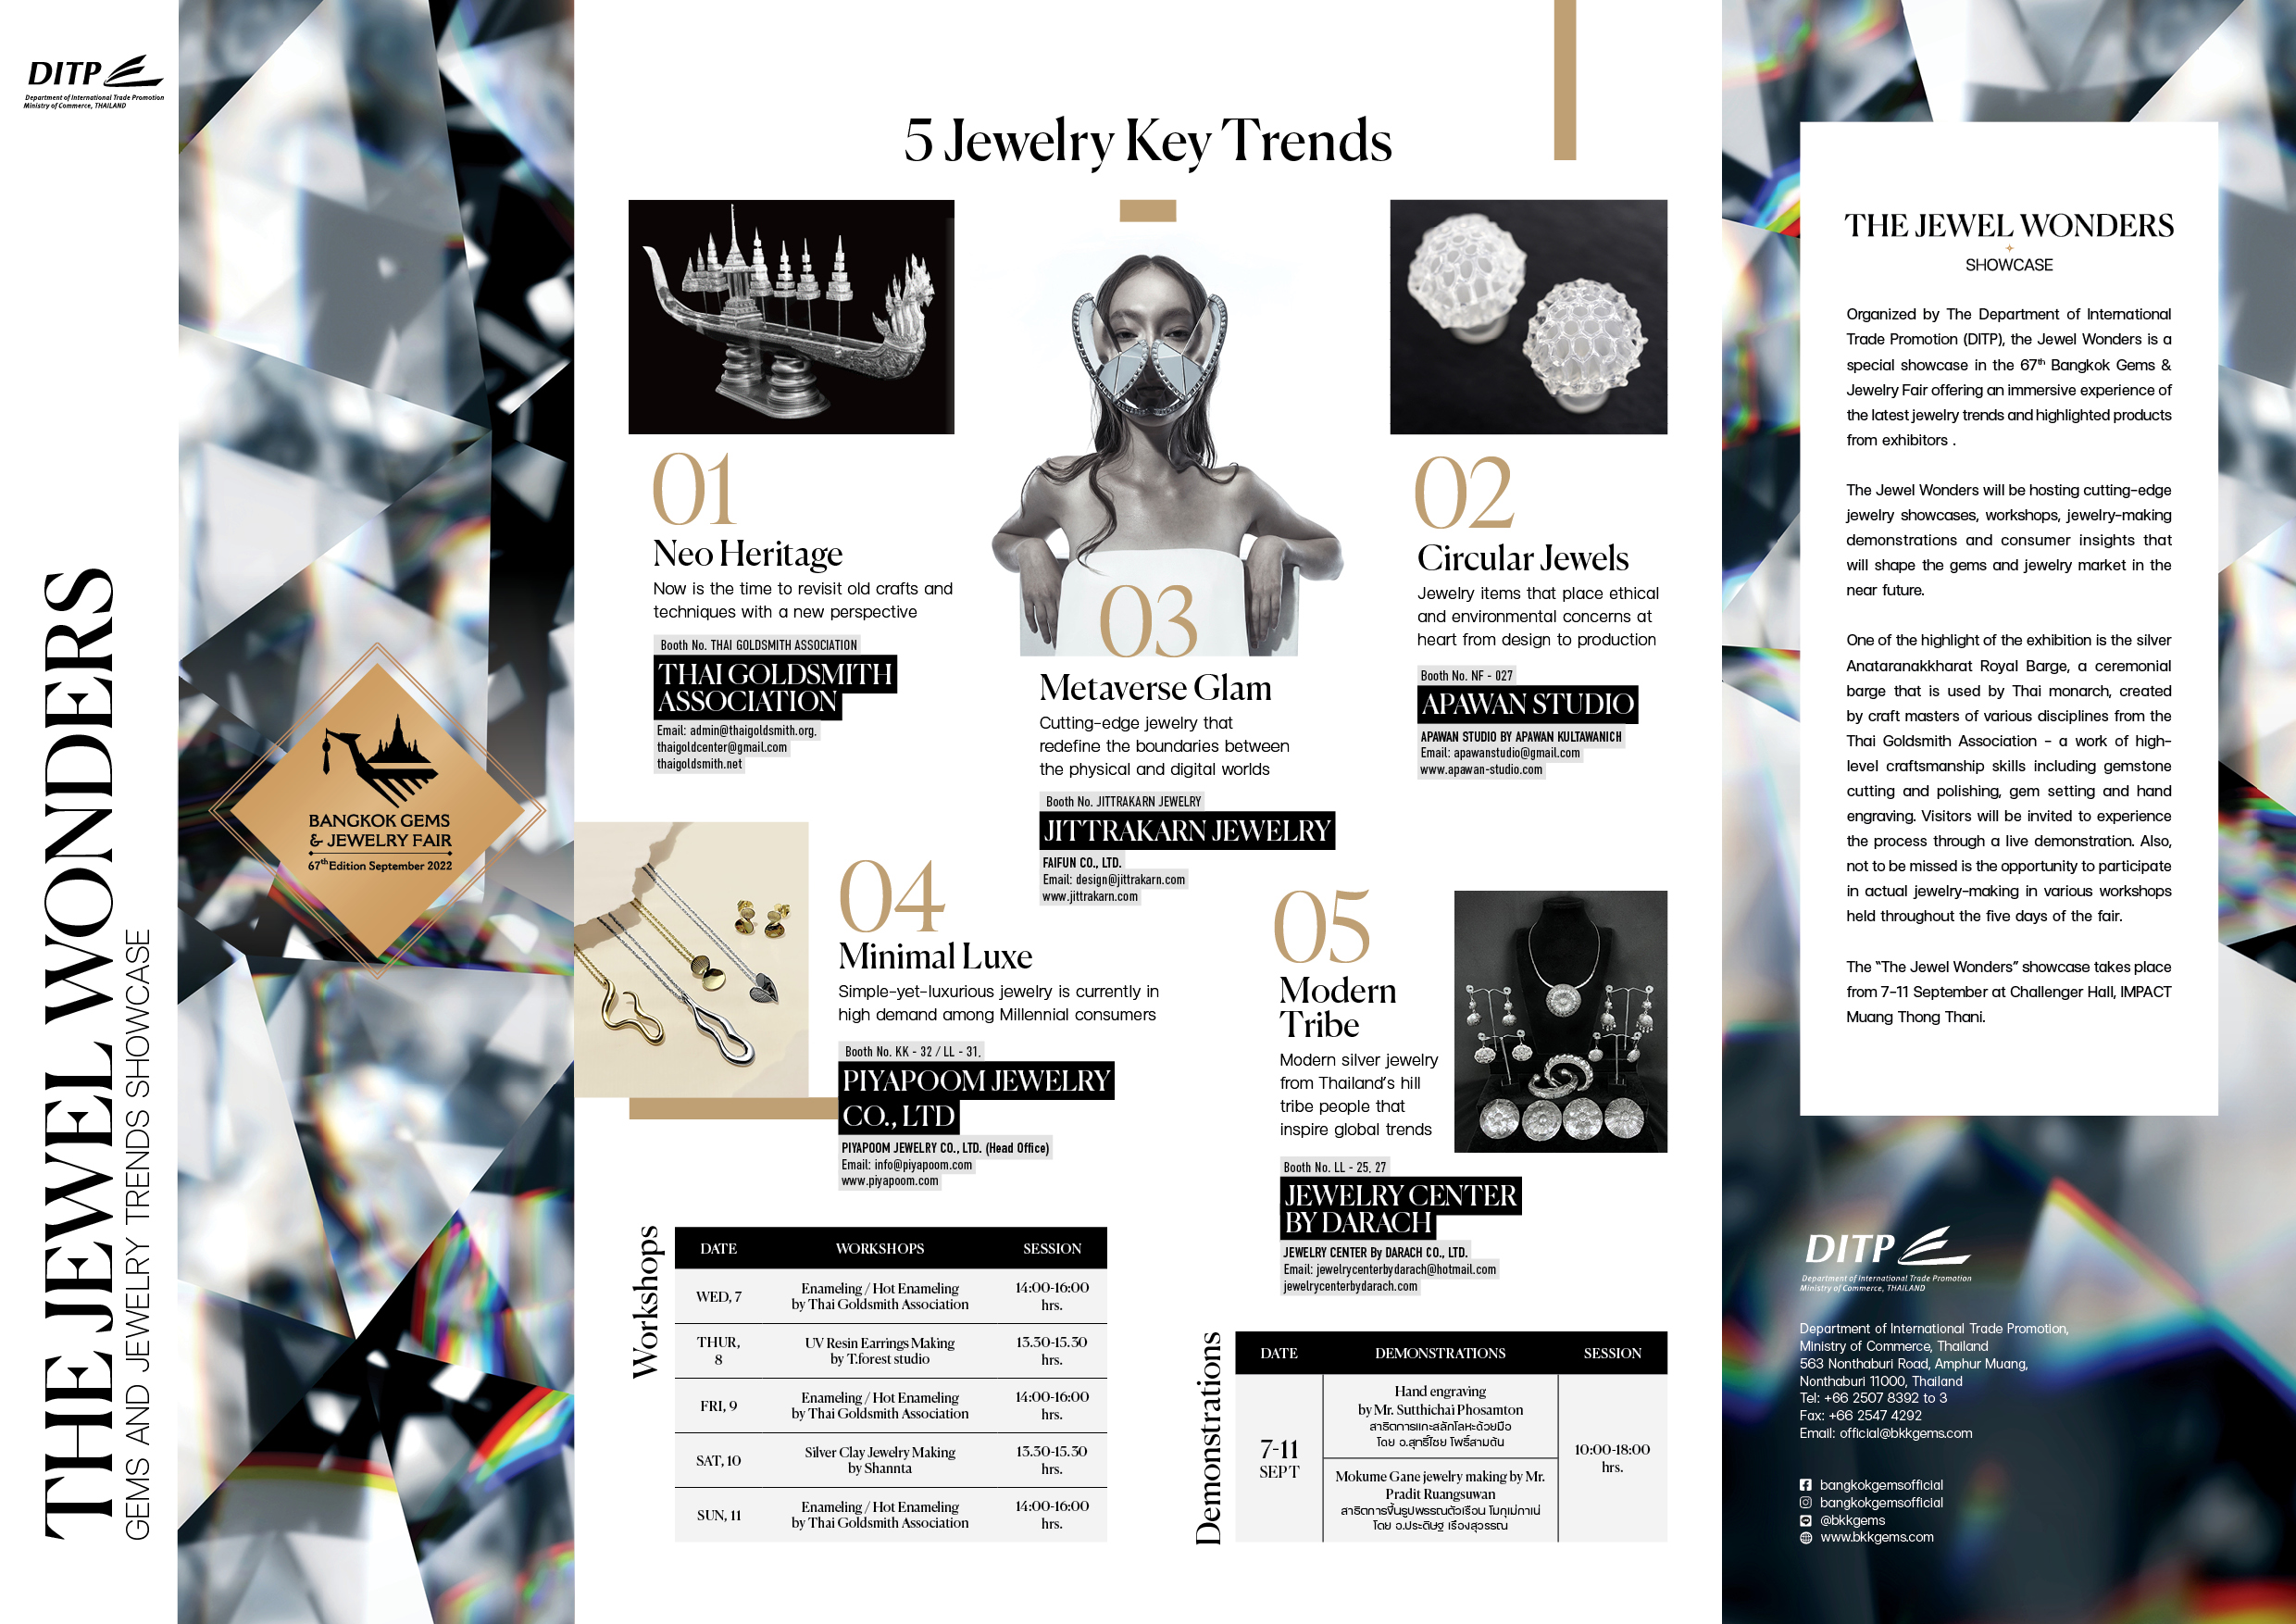 DITP
Department of International Trade Promotion
Ministry of Commerce, THAILAND
THE JEWEL WONDERS
GEMS AND JEWELRY TRENDS SHOWCASE
BANGKOK GEMS
& JEWELRY FAIR
67th Edition September 2022
5 Jewelry Key Trends
01
Neo Heritage
Now is the time to revisit old crafts and
techniques with a new perspective
Booth No. THAI GOLDSMITH ASSOCIATION
THAI GOLDSMITH
ASSOCIATION
Email: admin@thaigoldsmith.org,
thaigoldcenter@gmail.com
thaigoldsmith.net
02
Circular Jewels
Jewelry items that place ethical
and environmental concerns at
heart from design to production
Booth No. NF - 027
APAWAN STUDIO
APAWAN STUDIO BY APAWAN KULTAWANICH
Email: apawanstudio@gmail.com
www.apawan-studio.com
03
Metaverse Glam
Cutting-edge jewelry that
redefine the boundaries between
the physical and digital worlds
Booth No. JITTRAKARN JEWELRY
JITTRAKARN JEWELRY
FAIFUN CO., LTD.
Email: design@jittrakarn.com
www.jittrakarn.com
04
Minimal Luxe
Simple-yet-luxurious jewelry is currently in
high demand among Millennial consumers
Booth No. KK - 32 / LL - 31,
PIYAPOOM JEWELRY
CO., LTD
PIYAPOOM JEWELRY CO., LTD. (Head Office)
Email: info@piyapoom.com
www.piyapoom.com
05
Modern
Tribe
Modern silver jewelry
from Thailand's hill
tribe people that
inspire global trends
Booth No. LL - 25, 27
JEWELRY CENTER
BY DARACH
JEWELRY CENTER By DARACH CO., LTD.
Email: jewelrycenterbydarach@hotmail.com
jewelrycenterbydarach.com
Workshops
DATE WORKSHOPS SESSION
WED, 7 Enameling / Hot Enameling 14:00-16:00
by Thai Goldsmith Association hrs.
THUR, UV Resin Earrings Making 13.30-15.30
8 by T.forest studio hrs.
FRI, 9 Enameling / Hot Enameling 14:00-16:00
by Thai Goldsmith Association hrs.
SAT, 10 Silver Clay Jewelry Making 13.30-15.30
by Shannta hrs.
SUN, 11 Enameling / Hot Enameling 14:00-16:00
by Thai Goldsmith Association hrs.
Demonstrations
DATE DEMONSTRATIONS SESSION
7-11
SEPT
Hand engraving
by Mr. Sutthichai Phosamton
สาธิตการแกะสลักโลหะด้วยมือ
โดย อ.สุทธิ์ไชย โพธิ์สามต้น
Mokume Gane jewelry making by Mr.
Pradit Ruangsuwan
สาธิตการขึ้นรูปพรรณตัวเรือน โมกุเม่กาเน่
โดย อ.ประดิษฐ เรืองสุวรรณ
10:00-18:00
hrs.
THE JEWEL WONDERS
SHOWCASE
Organized by The Department of International
Trade Promotion (DITP), the Jewel Wonders is a
special showcase in the 67th Bangkok Gems &
Jewelry Fair offering an immersive experience of
the latest jewelry trends and highlighted products
from exhibitors .
The Jewel Wonders will be hosting cutting-edge
jewelry showcases, workshops, jewelry-making
demonstrations and consumer insights that
will shape the gems and jewelry market in the
near future.
One of the highlight of the exhibition is the silver
Anataranakkharat Royal Barge, a ceremonial
barge that is used by Thai monarch, created
by craft masters of various disciplines from the
Thai Goldsmith Association - a work of high-
level craftsmanship skills including gemstone
cutting and polishing, gem setting and hand
engraving. Visitors will be invited to experience
the process through a live demonstration. Also,
not to be missed is the opportunity to participate
in actual jewelry-making in various workshops
held throughout the five days of the fair.
The "The Jewel Wonders" showcase takes place
from 7-11 September at Challenger Hall, IMPACT
Muang Thong Thani.
DITP
Department of International Trade Promotion
Ministry of Commerce, THAILAND
Department of International Trade Promotion,
Ministry of Commerce, Thailand
563 Nonthaburi Road, Amphur Muang,
Nonthaburi 11000, Thailand
Tel: +66 2507 8392 to 3
Fax: +66 2547 4292
Email: official@bkkgems.com
bangkokgemsofficial
bangkokgemsofficial
@bkkgems
www.bkkgems.com